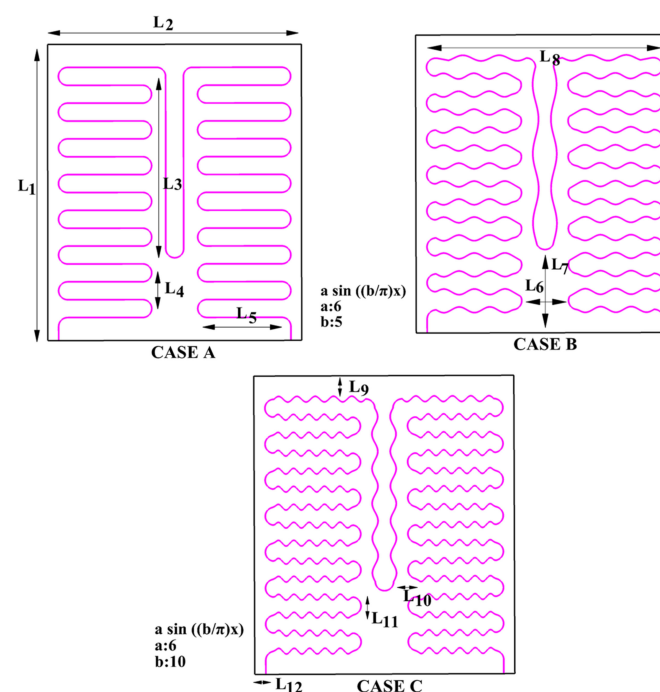 L2
L1
L3
L4
L5
CASE A
L8
L7
L6
a sin ((b/π)x)
a:6
b:5
CASE B
L9
L10
L11
a sin ((b/π)x)
a:6
b:10
L12
CASE C